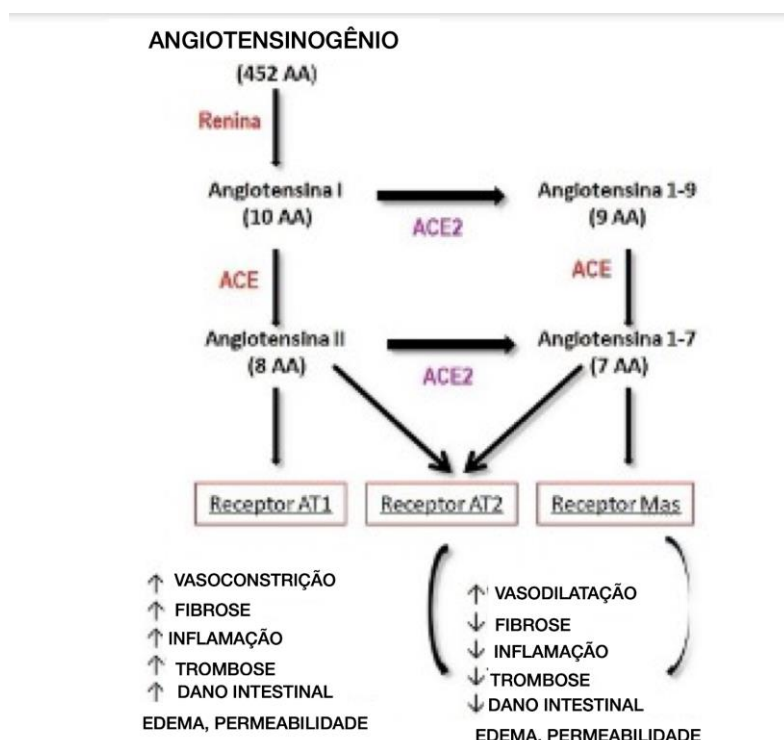 ANGIOTENSINOGÊNIO
(452 AA)
Renina
Angiotensina I
(10 AA)
ACE2
Angiotensina 1-9
(9 AA)
ACE
ACE
Angiotensina II
(8 AA)
ACE2
Angiotensina 1-7
(7 AA)
Receptor AT1
Receptor AT2
Receptor Mas
↑ VASOCONSTRIÇÃO
↑ FIBROSE
↑ INFLAMAÇÃO
↑ TROMBOSE
↑ DANO INTESTINAL
EDEMA, PERMEABILIDADE
↑ VASODILATAÇÃO
↓ FIBROSE
↓ INFLAMAÇÃO
↓ TROMBOSE
↓ DANO INTESTINAL
EDEMA, PERMEABILIDADE